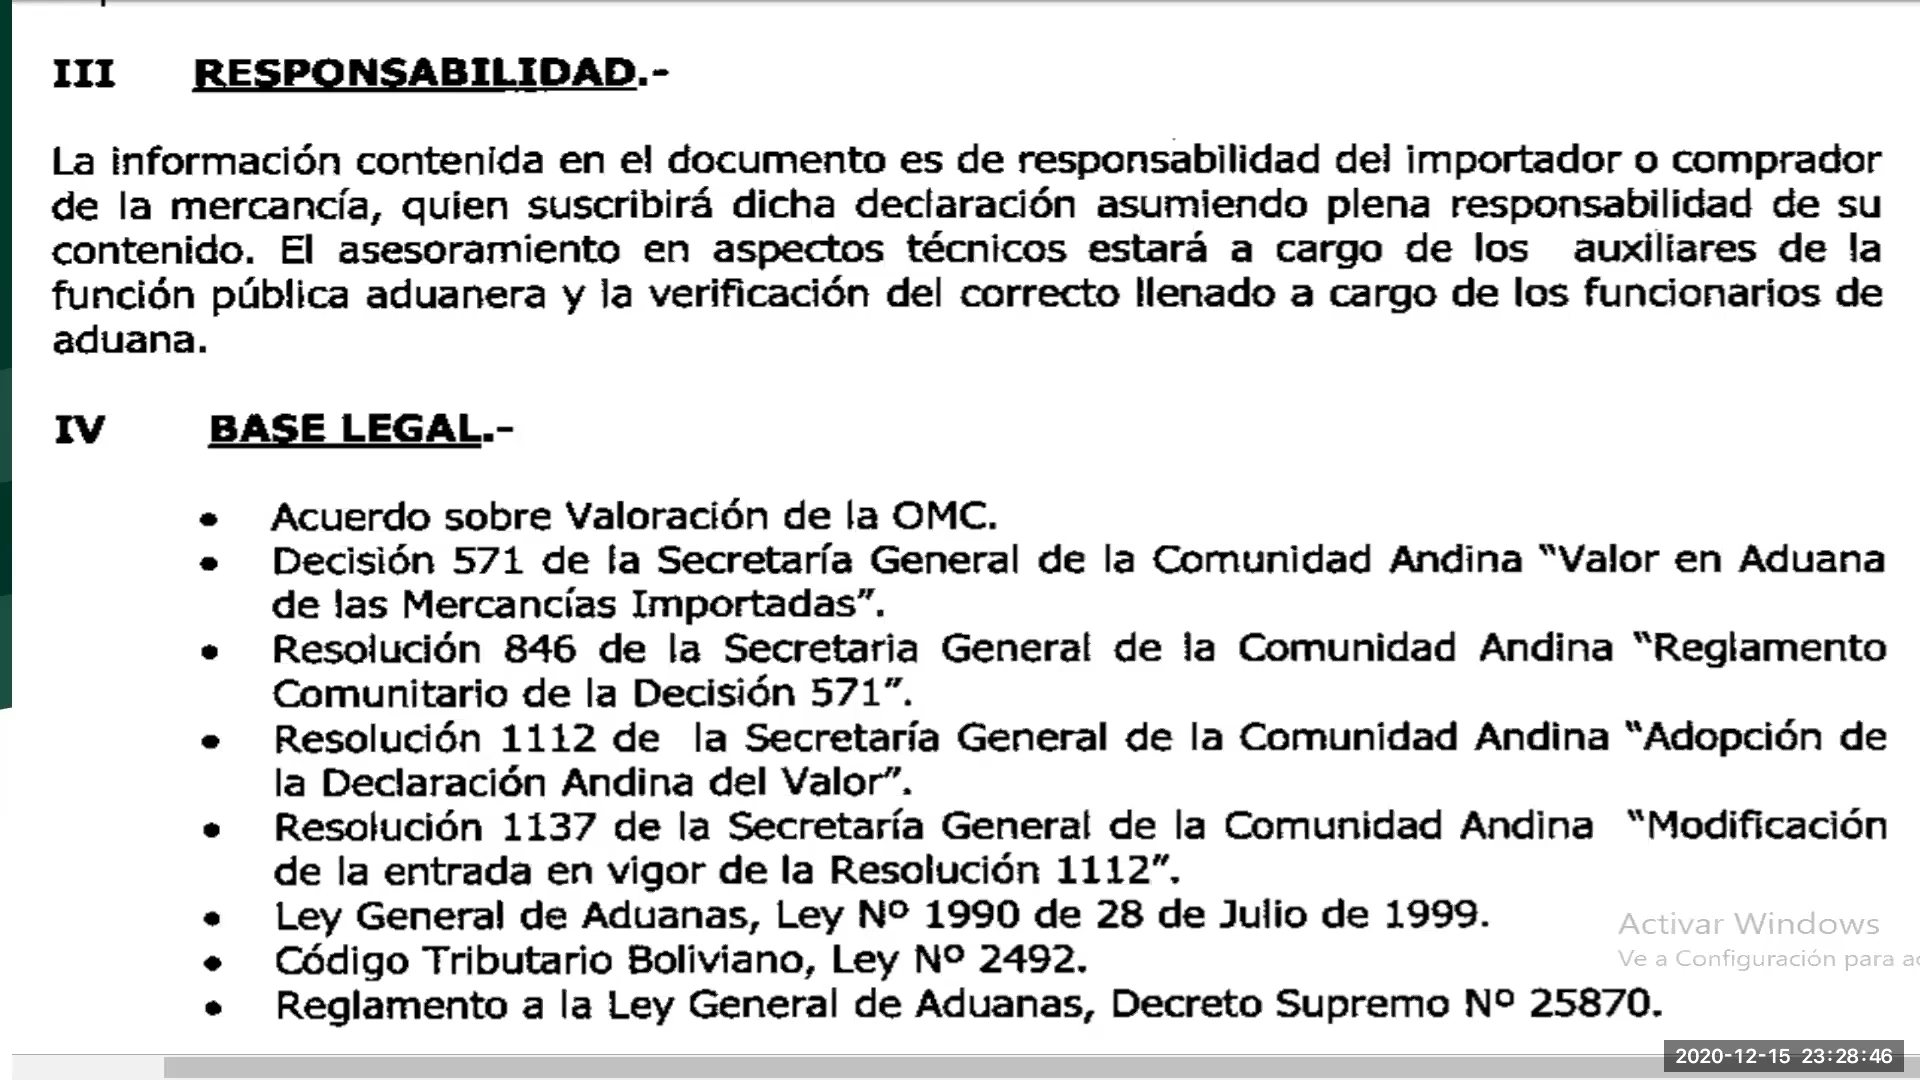 III RESPONSABILIDAD.-
La información contenida en el documento es de responsabilidad del importador o comprador
de la mercancía, quien suscribirá dicha declaración asumiendo plena responsabilidad de su
contenido. El asesoramiento en aspectos técnicos estará a cargo de los auxiliares de la
función pública aduanera y la verificación del correcto llenado a cargo de los funcionarios de
aduana.
IV BASE LEGAL.-
• Acuerdo sobre Valoración de la OMC.
• Decisión 571 de la Secretaría General de la Comunidad Andina “Valor en Aduana
de las Mercancías Importadas”.
• Resolución 846 de la Secretaria General de la Comunidad Andina “Reglamento
Comunitario de la Decisión 571”.
• Resolución 1112 de la Secretaría General de la Comunidad Andina “Adopción de
la Declaración Andina del Valor”.
• Resolución 1137 de la Secretaría General de la Comunidad Andina “Modificación
de la entrada en vigor de la Resolución 1112”.
• Ley General de Aduanas, Ley Nº 1990 de 28 de Julio de 1999.
• Código Tributario Boliviano, Ley Nº 2492.
• Reglamento a la Ley General de Aduanas, Decreto Supremo Nº 25870.
Activar Windows
Ve a Configuración para
2020-12-15 23:28:46